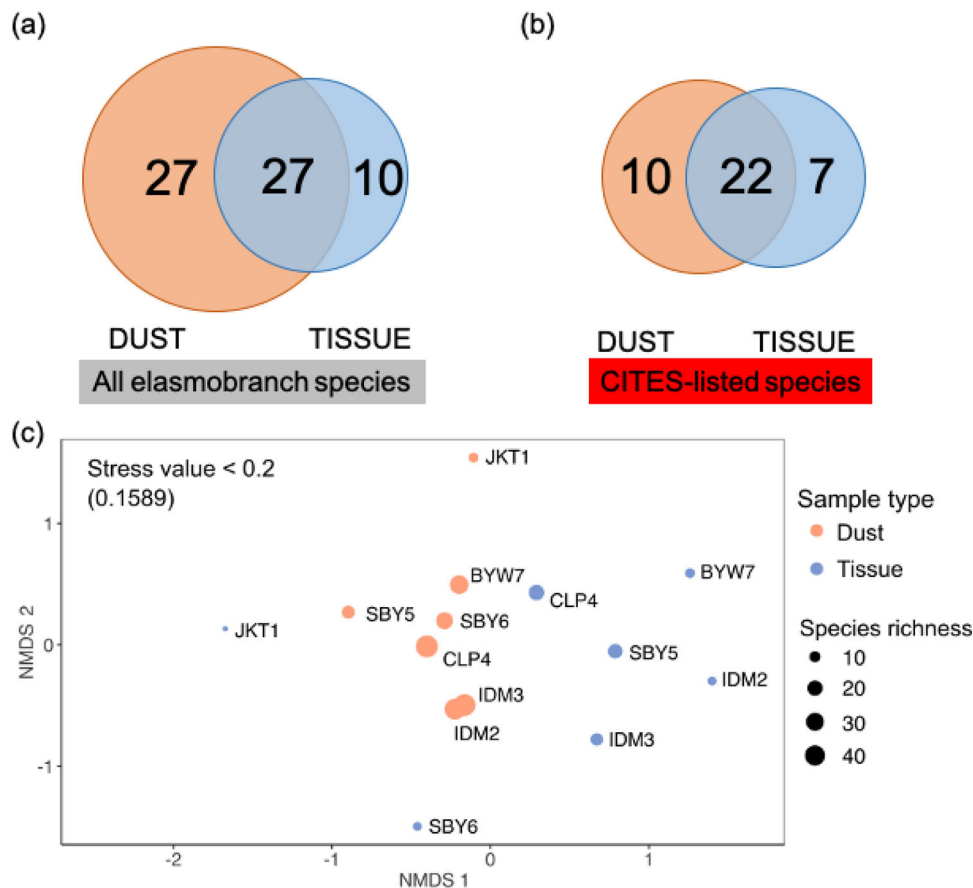 (a)
(b)
27 27 10
10 22 7
DUST TISSUE
DUST TISSUE
All elasmobranch species
CITES-listed species
(c)
Stress value < 0.2
(0.1589)
JKT1
BYW7
BYW7
CLP4
SBY5
SBY6
JKT1
CLP4
SBY5
IDM2
IDM3
IDM2
IDM3
SBY6
1
0
-1
NMDS 2
-2 -1 0 1
NMDS 1
Sample type
Dust
Tissue
Species richness
10
20
30
40